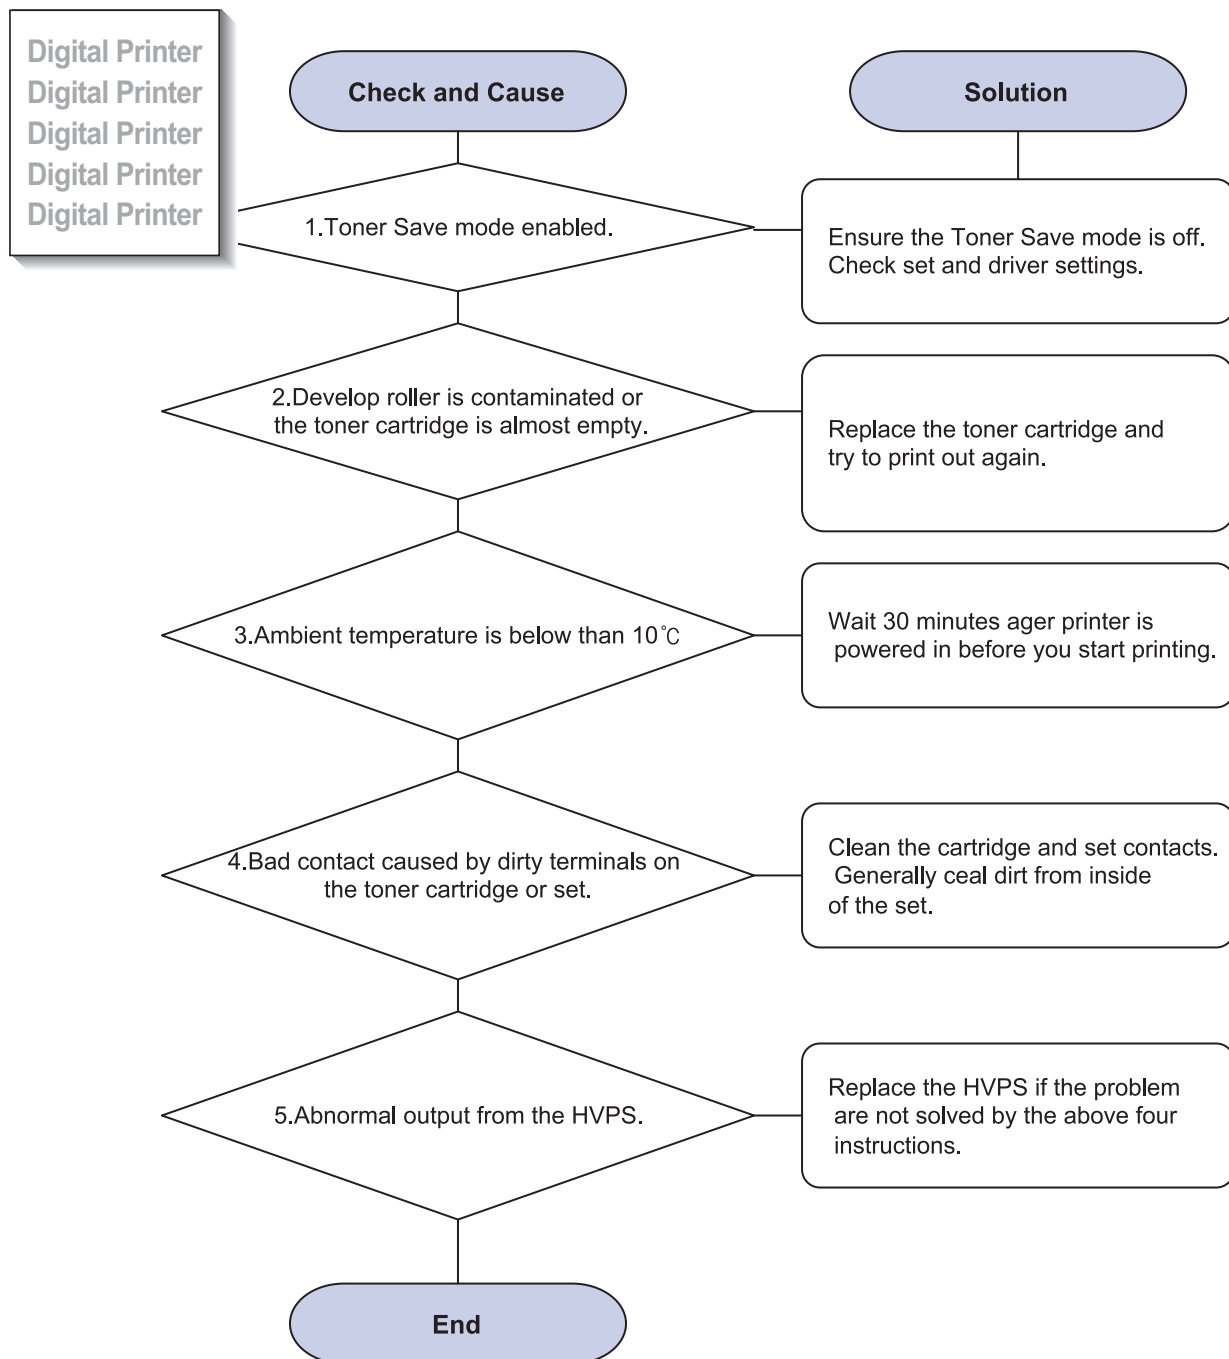 Digital Printer
Digital Printer
Digital Printer
Digital Printer
Digital Printer
Check and Cause
Solution
1.Toner Save mode enabled.
Ensure the Toner Save mode is off.
Check set and driver settings.
2.Develop roller is contaminated or
the toner cartridge is almost empty.
Replace the toner cartridge and
try to print out again.
3.Ambient temperature is below than 10℃
Wait 30 minutes ager printer is
powered in before you start printing.
4.Bad contact caused by dirty terminals on
the toner cartridge or set.
Clean the cartridge and set contacts.
Generally ceal dirt from inside
of the set.
5.Abnormal output from the HVPS.
Replace the HVPS if the problem
are not solved by the above four
instructions.
End